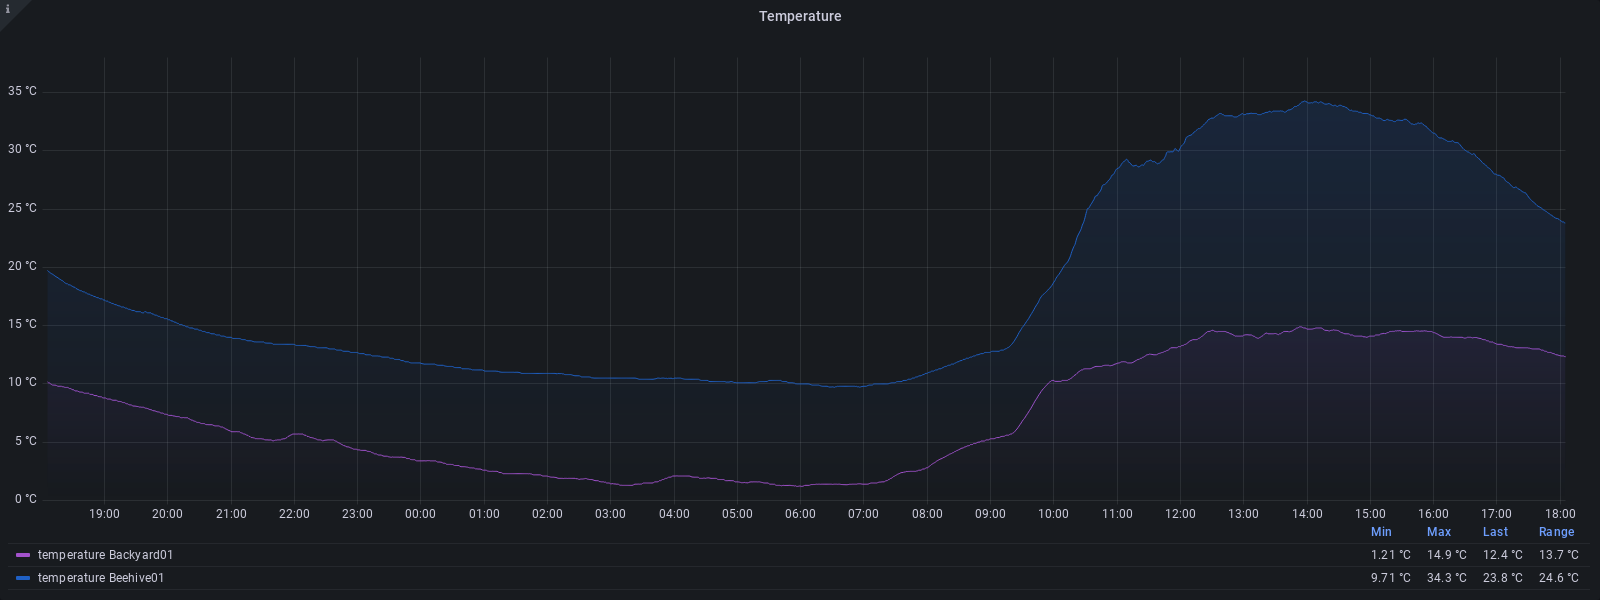 i
Temperature
35 °C
30 °C
25 °C
20 °C
15 °C
10 °C
5 °C
0 °C
19:00 20:00 21:00 22:00 23:00 00:00 01:00 02:00 03:00 04:00 05:00 06:00 07:00 08:00 09:00 10:00 11:00 12:00 13:00 14:00 15:00 16:00 17:00 18:00
Min Max Last Range
temperature Backyard01 1.21 °C 14.9 °C 12.4 °C 13.7 °C
temperature Beehive01 9.71 °C 34.3 °C 23.8 °C 24.6 °C